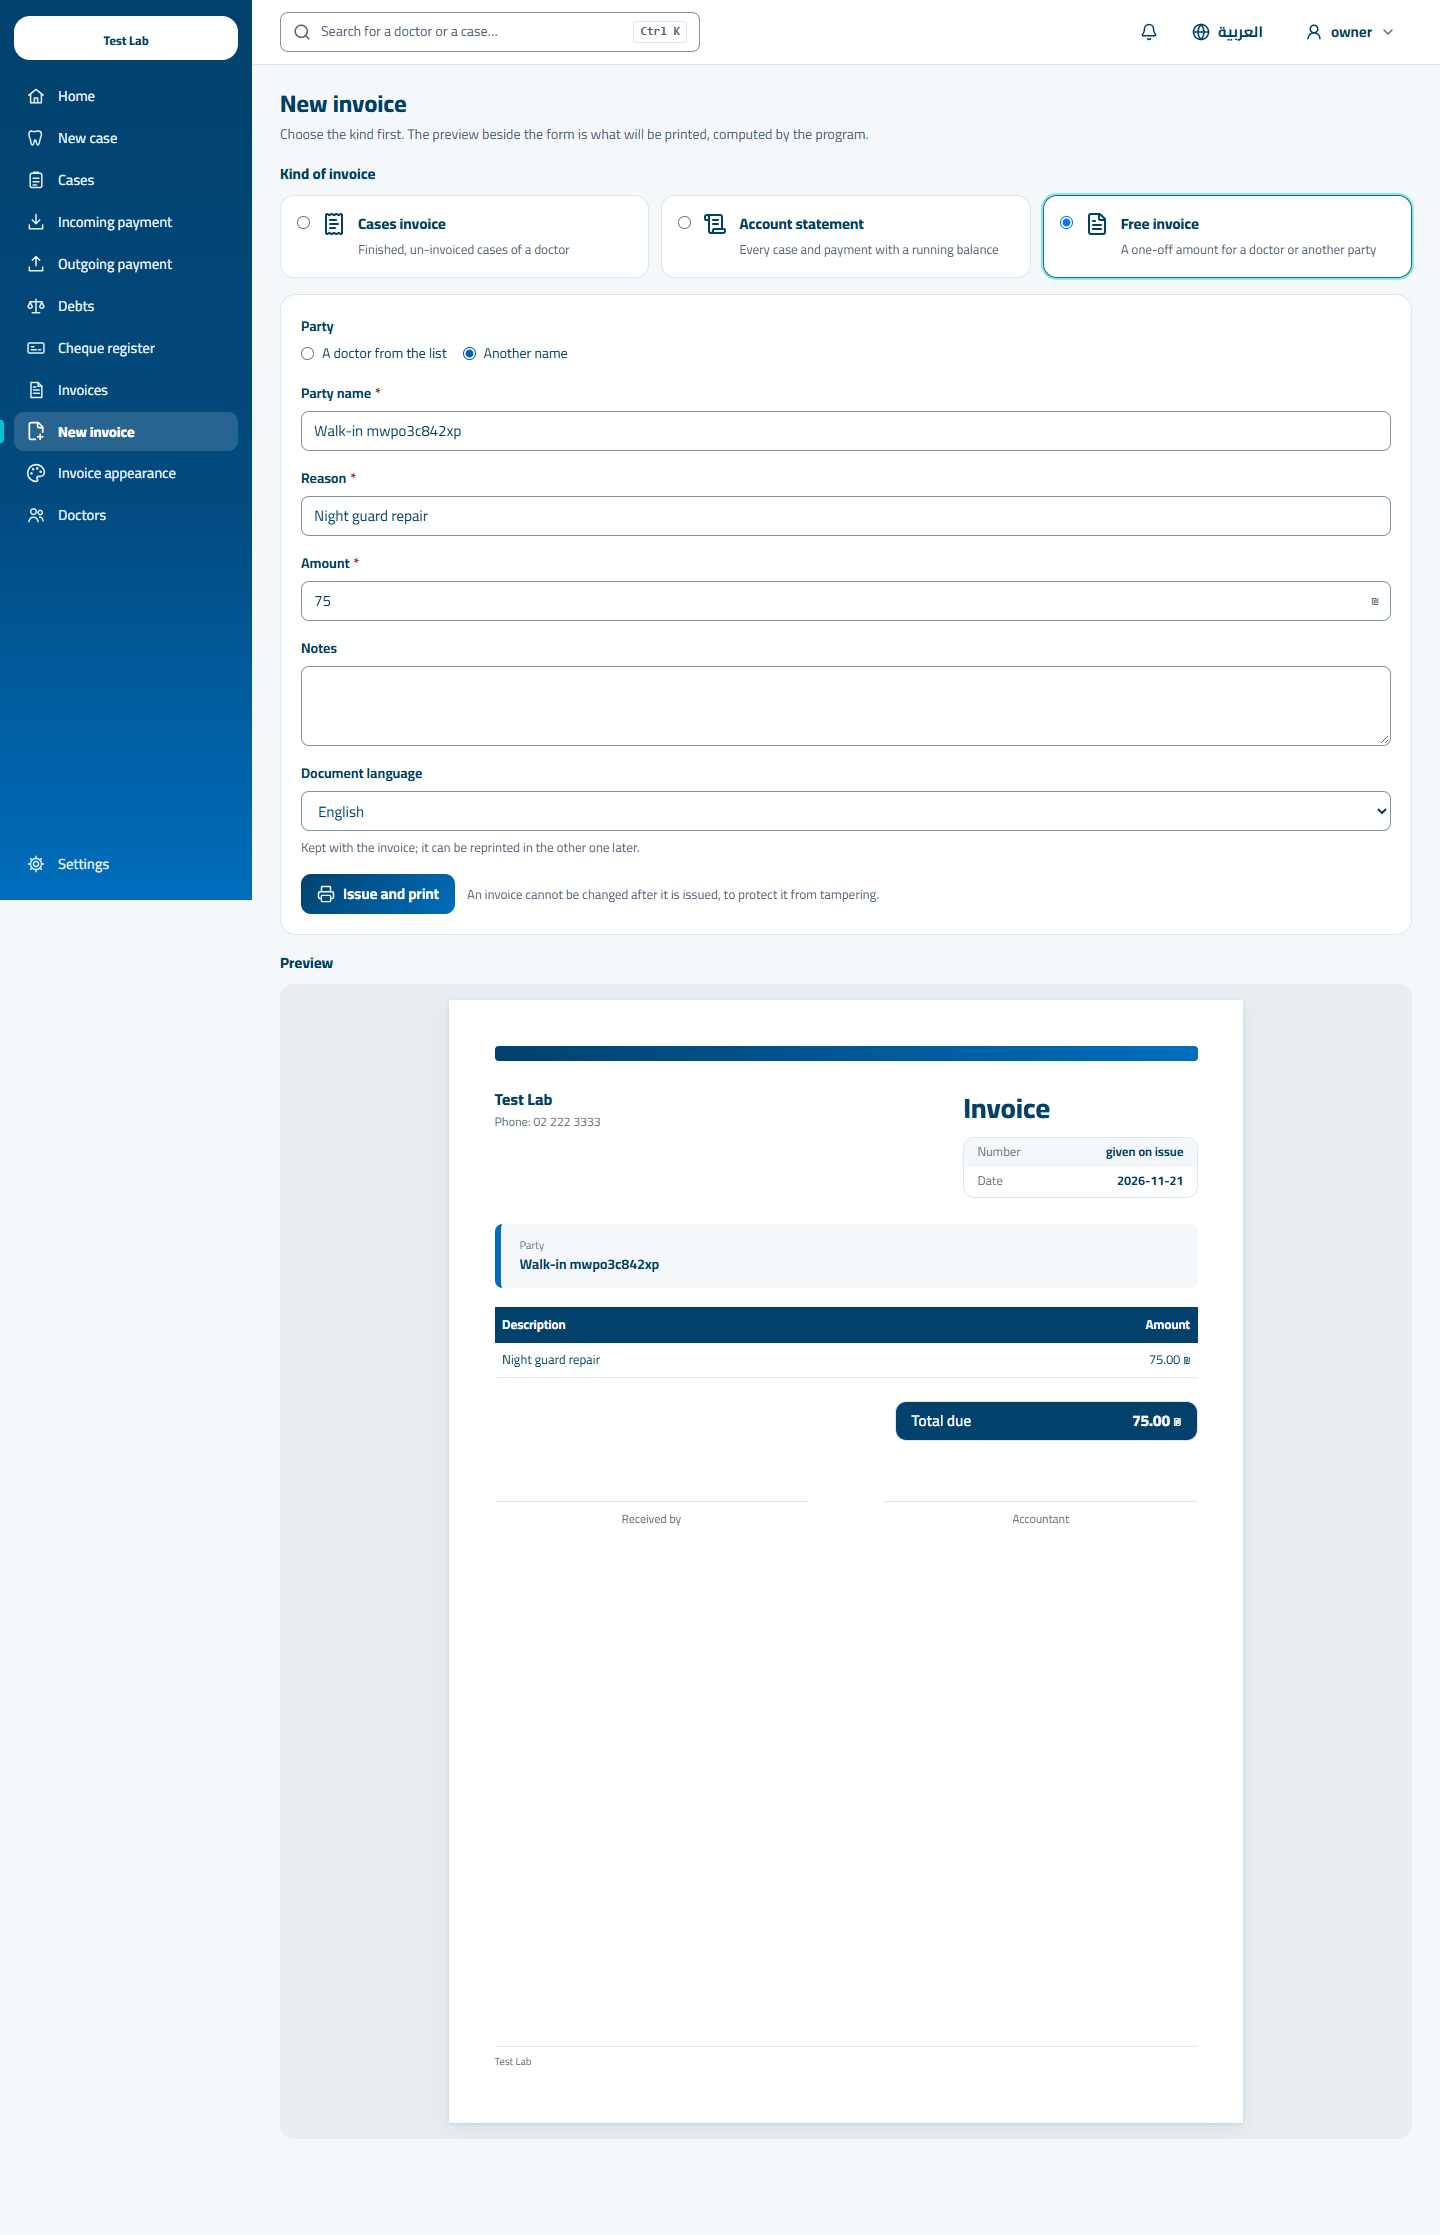 Test Lab
Home
New case
Cases
Incoming payment
Outgoing payment
Debts
Cheque register
Invoices
New invoice
Invoice appearance
Doctors
Settings
Search for a doctor or a case... Ctrl K
العربية
owner
New invoice
Choose the kind first. The preview beside the form is what will be printed, computed by the program.
Kind of invoice
Cases invoice
Finished, un-invoiced cases of a doctor
Account statement
Every case and payment with a running balance
Free invoice
A one-off amount for a doctor or another party
Party
A doctor from the list Another name
Party name *
Walk-in mwpo3c842xp
Reason *
Night guard repair
Amount *
75 ₪
Notes
Document language
English
Kept with the invoice; it can be reprinted in the other one later.
Issue and print An invoice cannot be changed after it is issued, to protect it from tampering.
Preview
Test Lab
Phone: 02 222 3333
Invoice
Number given on issue
Date 2026-11-21
Party
Walk-in mwpo3c842xp
Description Amount
Night guard repair 75.00 ₪
Total due 75.00 ₪
Received by Accountant
Test Lab